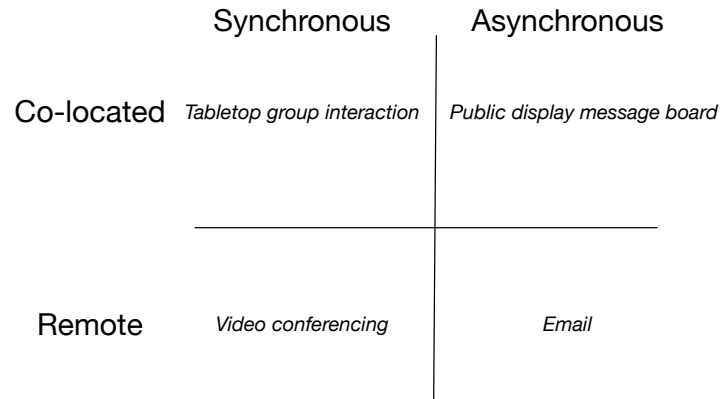 Synchronous Asynchronous
Co-located Tabletop group interaction Public display message board
Remote Video conferencing Email